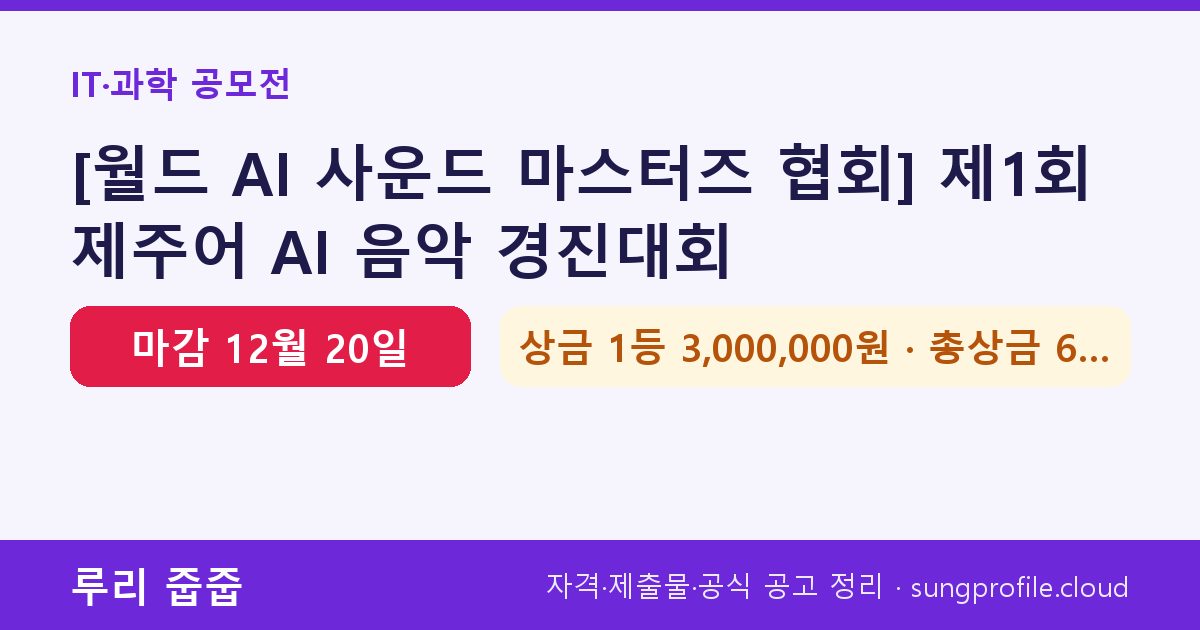 IT·과학 공모전
[월드 AI 사운드 마스터즈 협회] 제1회
제주어 AI 음악 경진대회
마감 12월 20일
상금 1등 3,000,000원 · 총상금 6...
루리 줍줍
자격·제출물·공식 공고 정리 · sungprofile.cloud